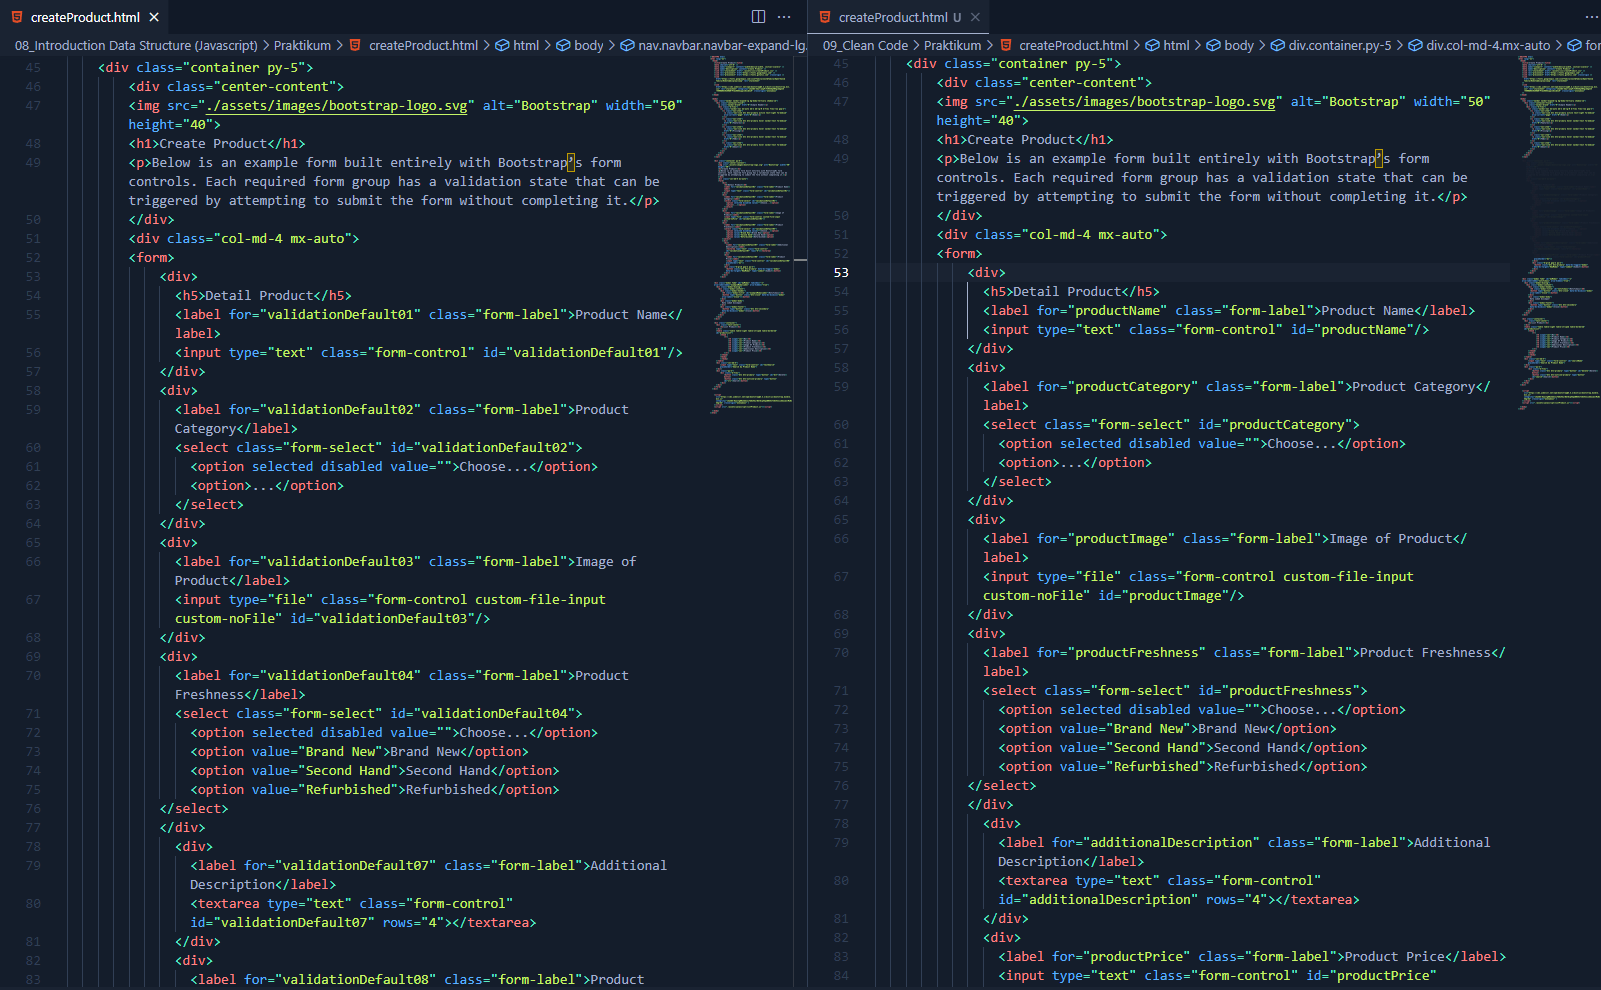 createProduct.html
08_Introduction Data Structure (Javascript) > Praktikum > createProduct.html > html > body > nav.navbar.navbar-expand-lg.
45 <div class="container py-5">
46 <div class="center-content">
47 <img src="./assets/images/bootstrap-logo.svg" alt="Bootstrap" width="50"
height="40">
48 <h1>Create Product</h1>
49 <p>Below is an example form built entirely with Bootstrap’s form
controls. Each required form group has a validation state that can be
triggered by attempting to submit the form without completing it.</p>
50 </div>
51 <div class="col-md-4 mx-auto">
52 <form>
53 <div>
54 <h5>Detail Product</h5>
55 <label for="validationDefault01" class="form-label">Product Name</
label>
56 <input type="text" class="form-control" id="validationDefault01"/>
57 </div>
58 <div>
59 <label for="validationDefault02" class="form-label">Product
Category</label>
60 <select class="form-select" id="validationDefault02">
61 <option selected disabled value="">Choose...</option>
62 <option>...</option>
63 </select>
64 </div>
65 <div>
66 <label for="validationDefault03" class="form-label">Image of
Product</label>
67 <input type="file" class="form-control custom-file-input
custom-noFile" id="validationDefault03"/>
68 </div>
69 <div>
70 <label for="validationDefault04" class="form-label">Product
Freshness</label>
71 <select class="form-select" id="validationDefault04">
72 <option selected disabled value="">Choose...</option>
73 <option value="Brand New">Brand New</option>
74 <option value="Second Hand">Second Hand</option>
75 <option value="Refurbished">Refurbished</option>
76 </select>
77 </div>
78 <div>
79 <label for="validationDefault07" class="form-label">Additional
Description</label>
80 <textarea type="text" class="form-control"
id="validationDefault07" rows="4"></textarea>
81 </div>
82 <div>
83 <label for="validationDefault08" class="form-label">Product
createProduct.html U
09_Clean Code > Praktikum > createProduct.html > html > body > div.container.py-5 > div.col-md-4.mx-auto > for
45 <div class="container py-5">
46 <div class="center-content">
47 <img src="./assets/images/bootstrap-logo.svg" alt="Bootstrap" width="50"
height="40">
48 <h1>Create Product</h1>
49 <p>Below is an example form built entirely with Bootstrap’s form
controls. Each required form group has a validation state that can be
triggered by attempting to submit the form without completing it.</p>
50 </div>
51 <div class="col-md-4 mx-auto">
52 <form>
53 <div>
54 <h5>Detail Product</h5>
55 <label for="productName" class="form-label">Product Name</label>
56 <input type="text" class="form-control" id="productName"/>
57 </div>
58 <div>
59 <label for="productCategory" class="form-label">Product Category</
label>
60 <select class="form-select" id="productCategory">
61 <option selected disabled value="">Choose...</option>
62 <option>...</option>
63 </select>
64 </div>
65 <div>
66 <label for="productImage" class="form-label">Image of Product</
label>
67 <input type="file" class="form-control custom-file-input
custom-noFile" id="productImage"/>
68 </div>
69 <div>
70 <label for="productFreshness" class="form-label">Product Freshness</
label>
71 <select class="form-select" id="productFreshness">
72 <option selected disabled value="">Choose...</option>
73 <option value="Brand New">Brand New</option>
74 <option value="Second Hand">Second Hand</option>
75 <option value="Refurbished">Refurbished</option>
76 </select>
77 </div>
78 <div>
79 <label for="additionalDescription" class="form-label">Additional
Description</label>
80 <textarea type="text" class="form-control"
id="additionalDescription" rows="4"></textarea>
81 </div>
82 <div>
83 <label for="productPrice" class="form-label">Product Price</label>
84 <input type="text" class="form-control" id="productPrice"